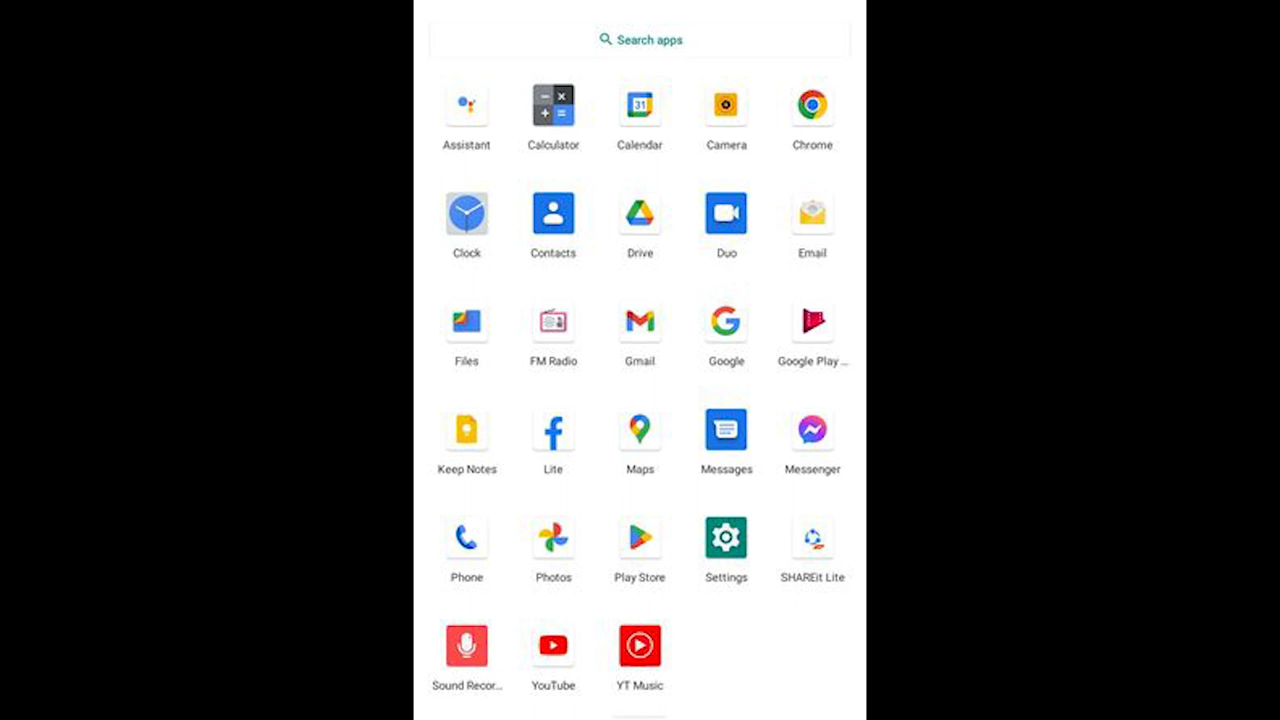 Search apps
Assistant Calculator 31 Calendar Camera Chrome
Clock Contacts Drive Duo Email
Files FM Radio Gmail Google Google Play ...
Keep Notes Lite Maps Messages Messenger
Phone Photos Play Store Settings SHAREit Lite
Sound Recor... YouTube YT Music